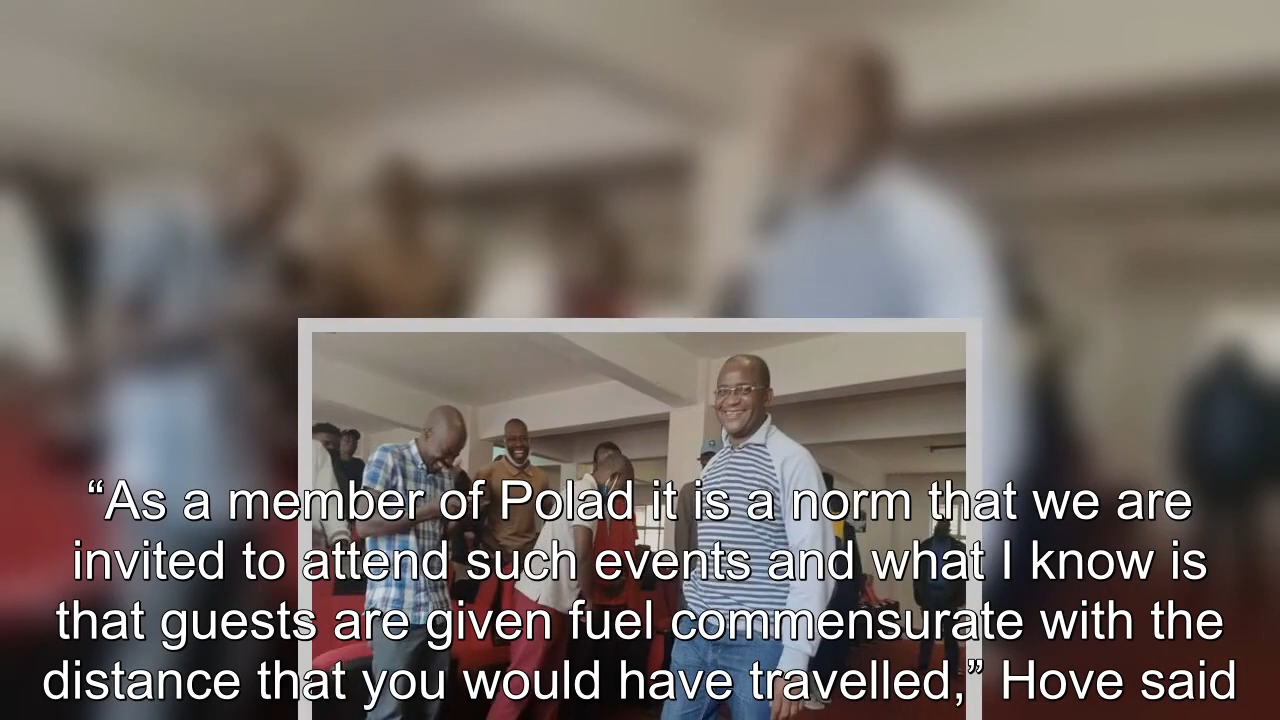 “As a member of Polad it is a norm that we are
invited to attend such events and what I know is
that guests are given fuel commensurate with the
distance that you would have travelled,” Hove said